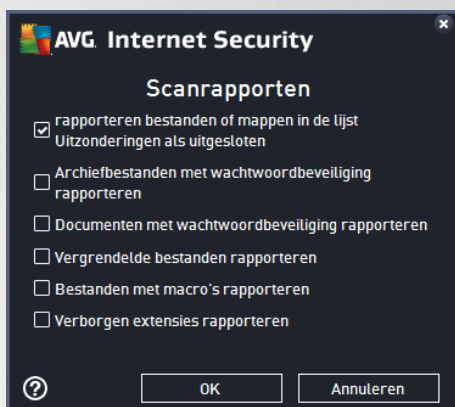 AVG. Internet Security
Scanrapporten
rapporteren bestanden of mappen in de lijst
Uitzonderingen als uitgesloten
Archiefbestanden met wachtwoordbeveiliging
rapporteren
Documenten met wachtwoordbeveiliging rapporteren
Vergrendelde bestanden rapporteren
Bestanden met macro's rapporteren
Verborgen extensies rapporteren
?
OK
Annuleren